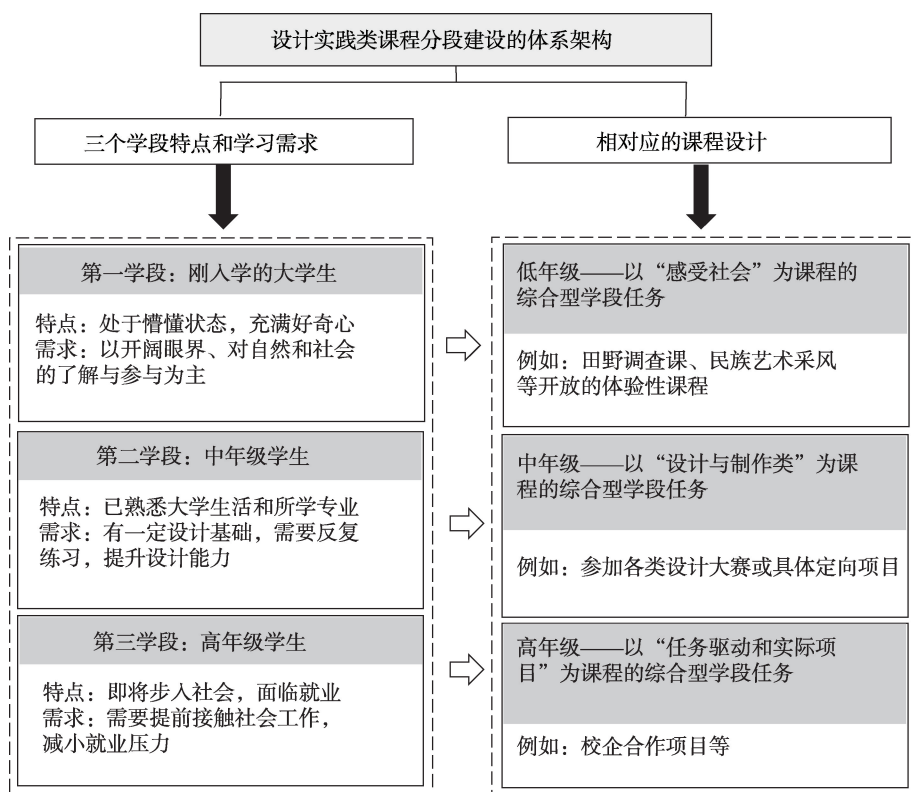 设计实践类课程分段建设的体系架构
三个学段特点和学习需求
相对应的课程设计
第一学段：刚入学的大学生
特点：处于懵懂状态，充满好奇心
需求：以开阔眼界、对自然和社会
的了解与参与为主
低年级——以“感受社会”为课程的
综合型学段任务
例如：田野调查课、民族艺术采风
等开放的体验性课程
第二学段：中年级学生
特点：已熟悉大学生活和所学专业
需求：有一定设计基础，需要反复
练习，提升设计能力
中年级——以“设计与制作类”为课
程的综合型学段任务
例如：参加各类设计大赛或具体定向项目
第三学段：高年级学生
特点：即将步入社会，面临就业
需求：需要提前接触社会工作，
减小就业压力
高年级——以“任务驱动和实际项
目”为课程的综合型学段任务
例如：校企合作项目等